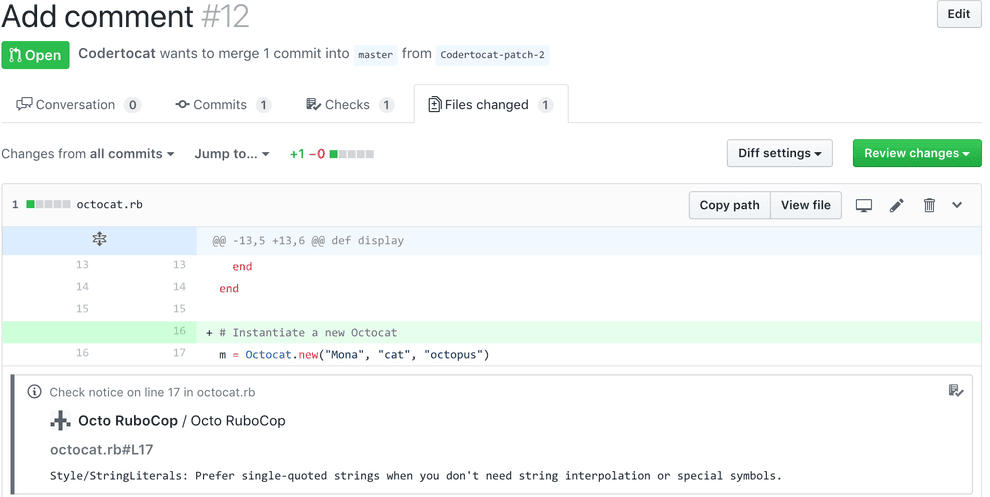 Add comment #12
Edit
Open Codertocat wants to merge 1 commit into master from Codertocat-patch-2
Conversation 0 Commits 1 Checks 1 Files changed 1
Changes from all commits Jump to... +1 −0 Diff settings Review changes
1 octocat.rb Copy path View file
@@ -13,5 +13,6 @@ def display
13 13 end
14 14 end
15 15
16 + # Instantiate a new Octocat
16 17 m = Octocat.new("Mona", "cat", "octopus")
Check notice on line 17 in octocat.rb
Octo RuboCop / Octo RuboCop
octocat.rb#L17
Style/StringLiterals: Prefer single-quoted strings when you don't need string interpolation or special symbols.